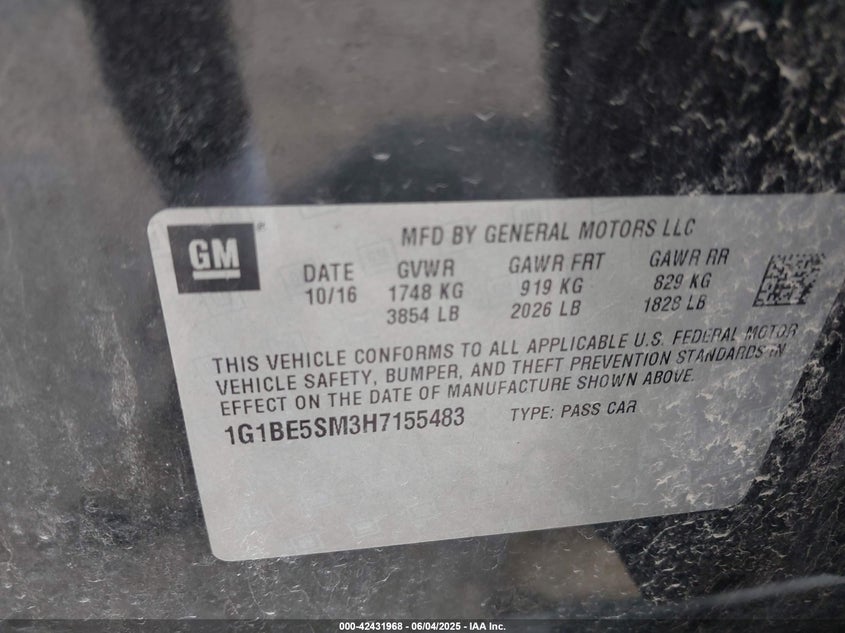 GM
MFD BY GENERAL MOTORS LLC
DATE GVWR GAWR FRT GAWR RR
10/16 1748 KG 919 KG 829 KG
3854 LB 2026 LB 1828 LB
THIS VEHICLE CONFORMS TO ALL APPLICABLE U.S. FEDERAL MOTOR
VEHICLE SAFETY, BUMPER, AND THEFT PREVENTION STANDARDS IN
EFFECT ON THE DATE OF MANUFACTURE SHOWN ABOVE.
1G1BE5SM3H7155483 TYPE: PASS CAR
000-42431968 - 06/04/2025 - IAA Inc.